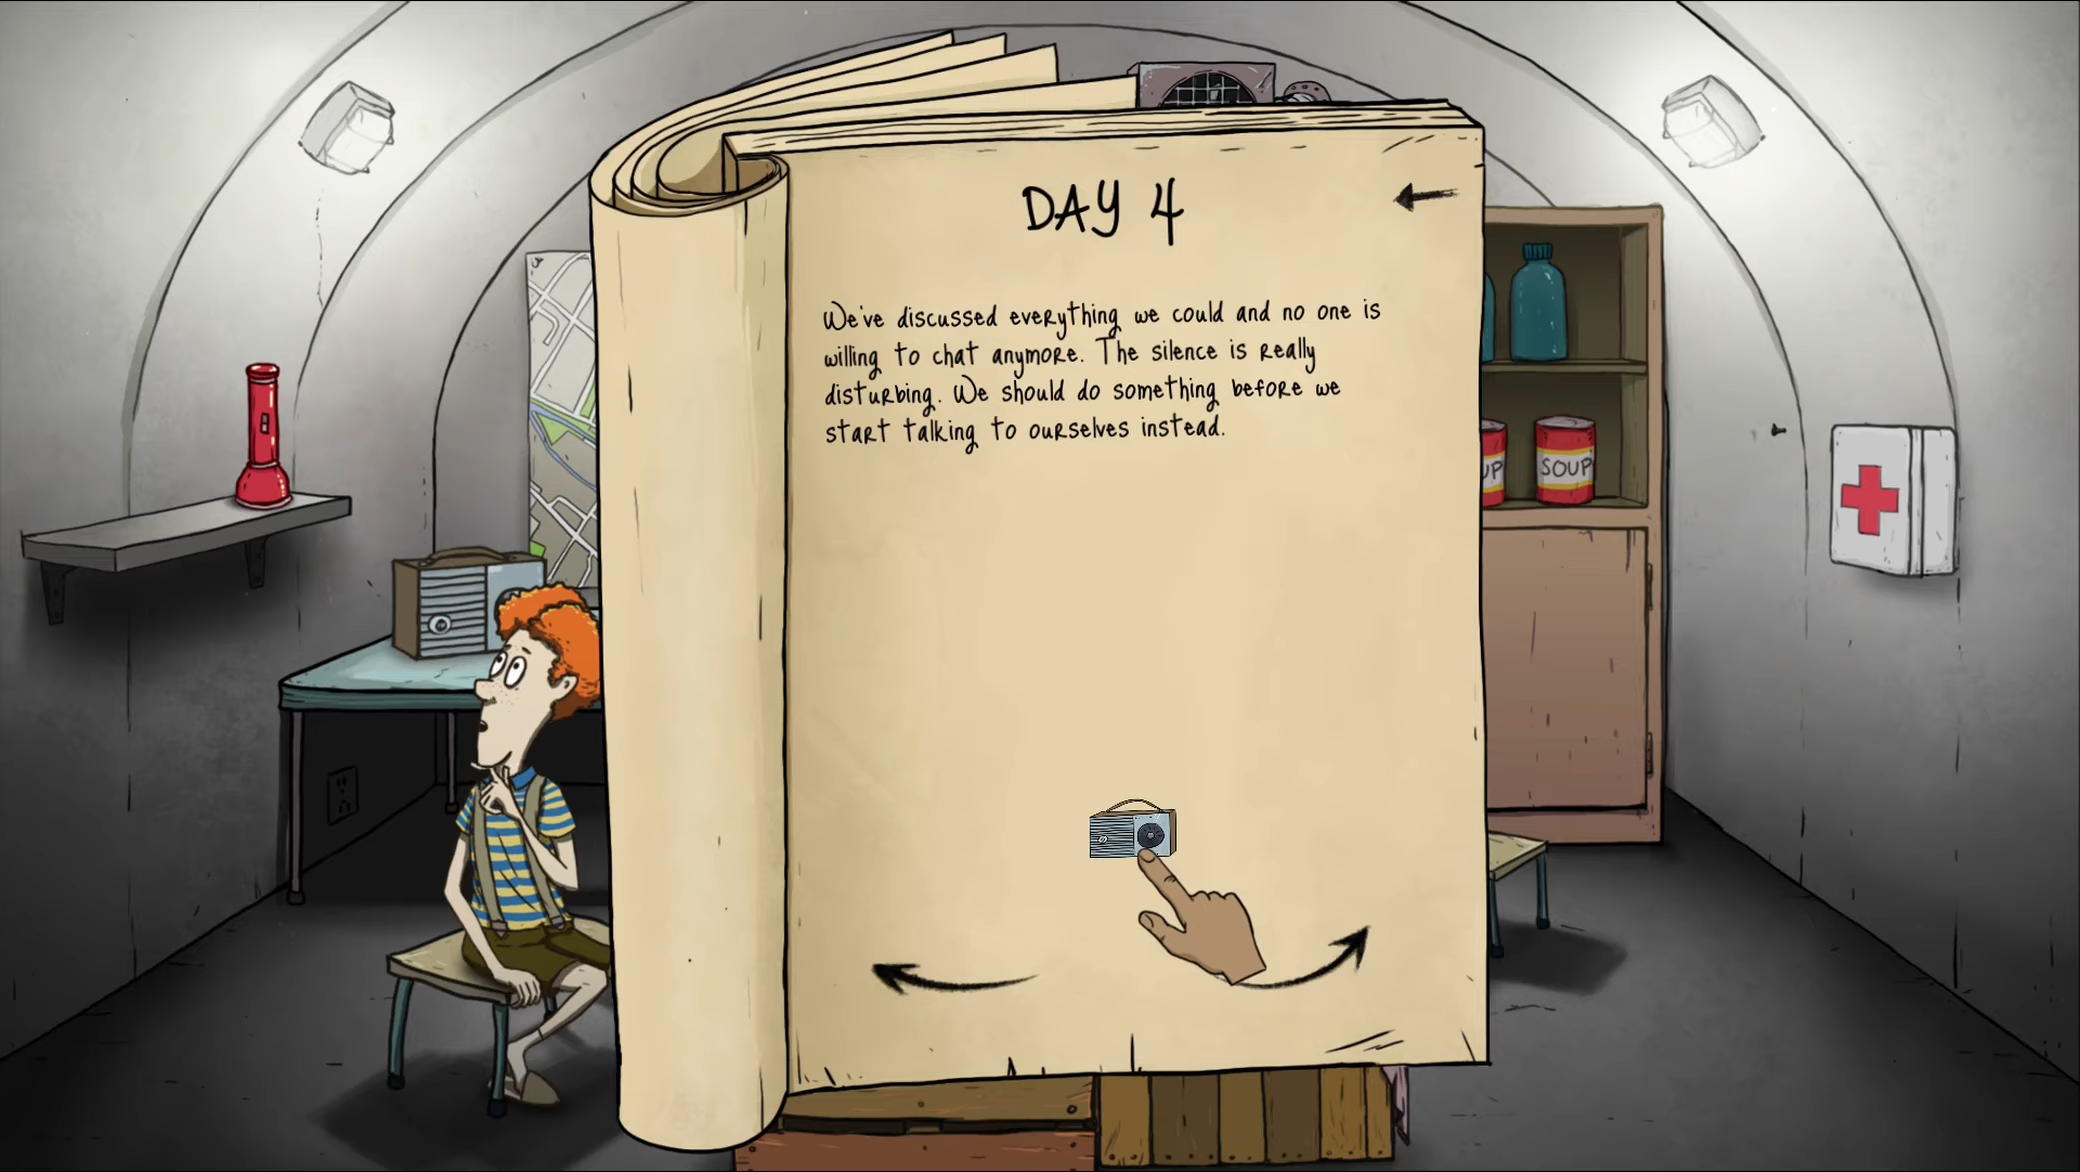 DAY 4
We've discussed everything we could and no one is
willing to chat anymore. The silence is really
disturbing. We should do something before we
start talking to ourselves instead.
UP
SOUP